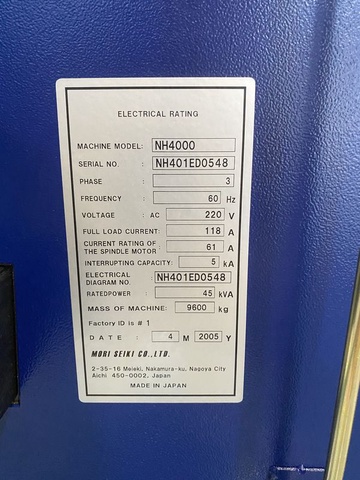 ELECTRICAL RATING
MACHINE MODEL: NH4000
SERIAL NO. : NH401ED0548
PHASE : 3
FREQUENCY : 60 Hz
VOLTAGE : AC 220 V
FULL LOAD CURRENT: 118 A
CURRENT RATING OF
THE SPINDLE MOTOR : 61 A
INTERRUPTING CAPACITY: 5 kA
ELECTRICAL
DIAGRAM NO. NH401ED0548
RATEDPOWER : 45 kVA
MASS OF MACHINE: 9600 kg
Factory ID is # 1
DATE : 4 M 2005 Y
MORI SEIKI CO.,LTD.
2-35-16 Meieki, Nakamura-ku, Nagoya City
Aichi 450-0002, Japan
MADE IN JAPAN